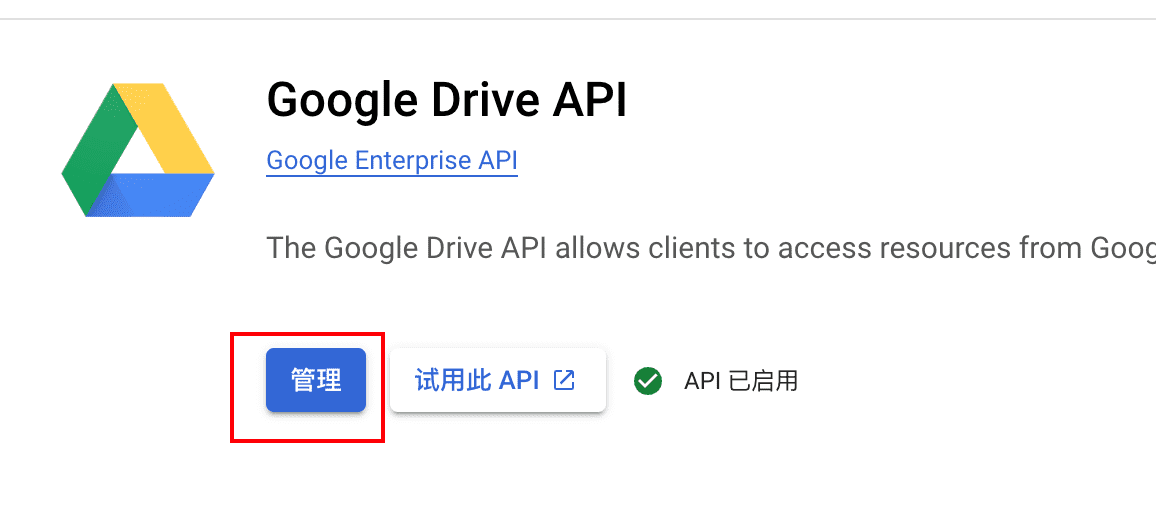 Google Drive API
Google Enterprise API
The Google Drive API allows clients to access resources from Goog
管理
试用此 API
API 已启用